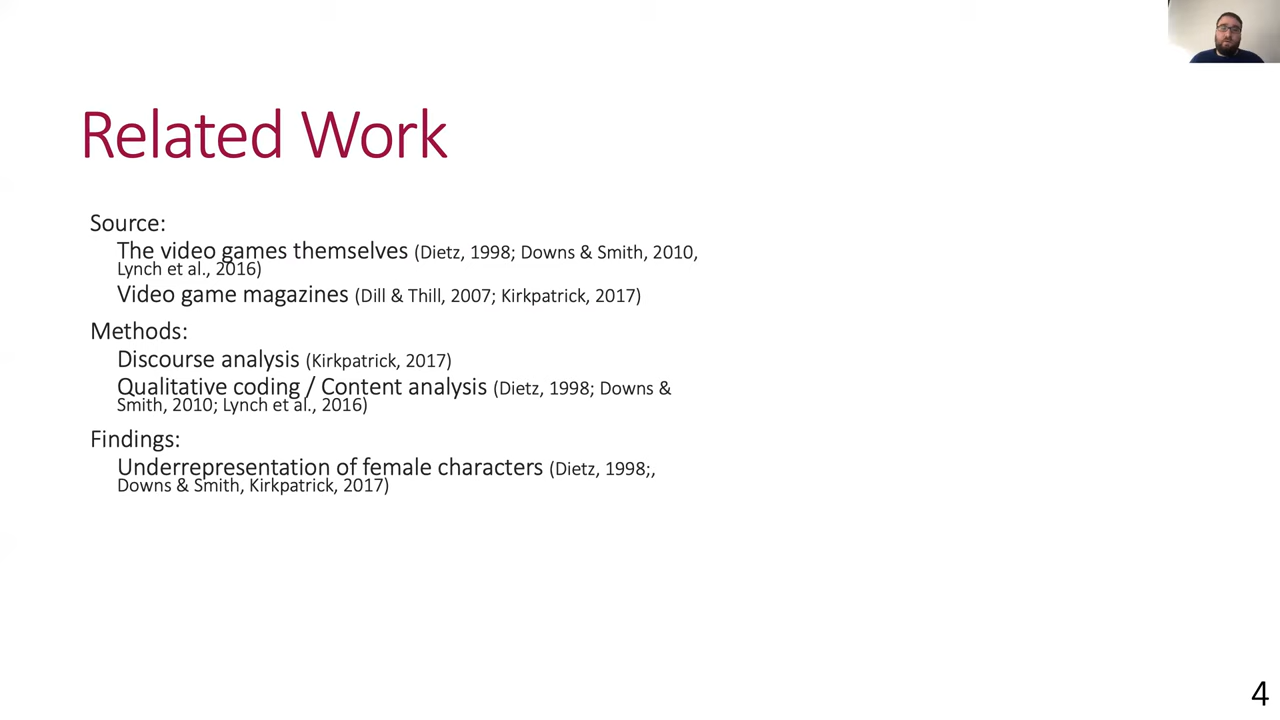 Related Work
Source:
The video games themselves (Dietz, 1998; Downs & Smith, 2010,
Lynch et al., 2016)
Video game magazines (Dill & Thill, 2007; Kirkpatrick, 2017)
Methods:
Discourse analysis (Kirkpatrick, 2017)
Qualitative coding / Content analysis (Dietz, 1998; Downs &
Smith, 2010; Lynch et al., 2016)
Findings:
Underrepresentation of female characters (Dietz, 1998;,
Downs & Smith, Kirkpatrick, 2017)
4